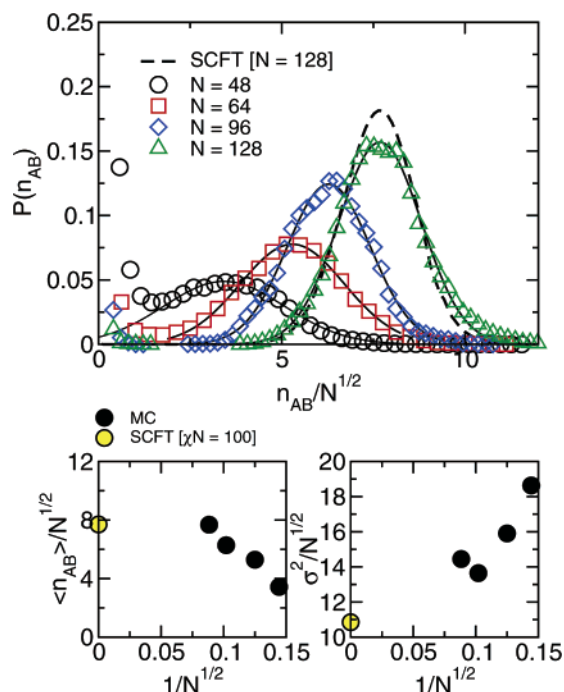 0.25
0.2
0.15
0.1
0.05
0
P(n_AB)
SCFT [N = 128]
N = 48
N = 64
N = 96
N = 128
0 5 10
n_AB/N^1/2
MC
SCFT [χN = 100]
12
8
4
0
<n_AB>/N^1/2
0 0.05 0.1 0.15
1/N^1/2
20
18
16
14
12
10
σ^2/N^1/2
0 0.05 0.1 0.15
1/N^1/2